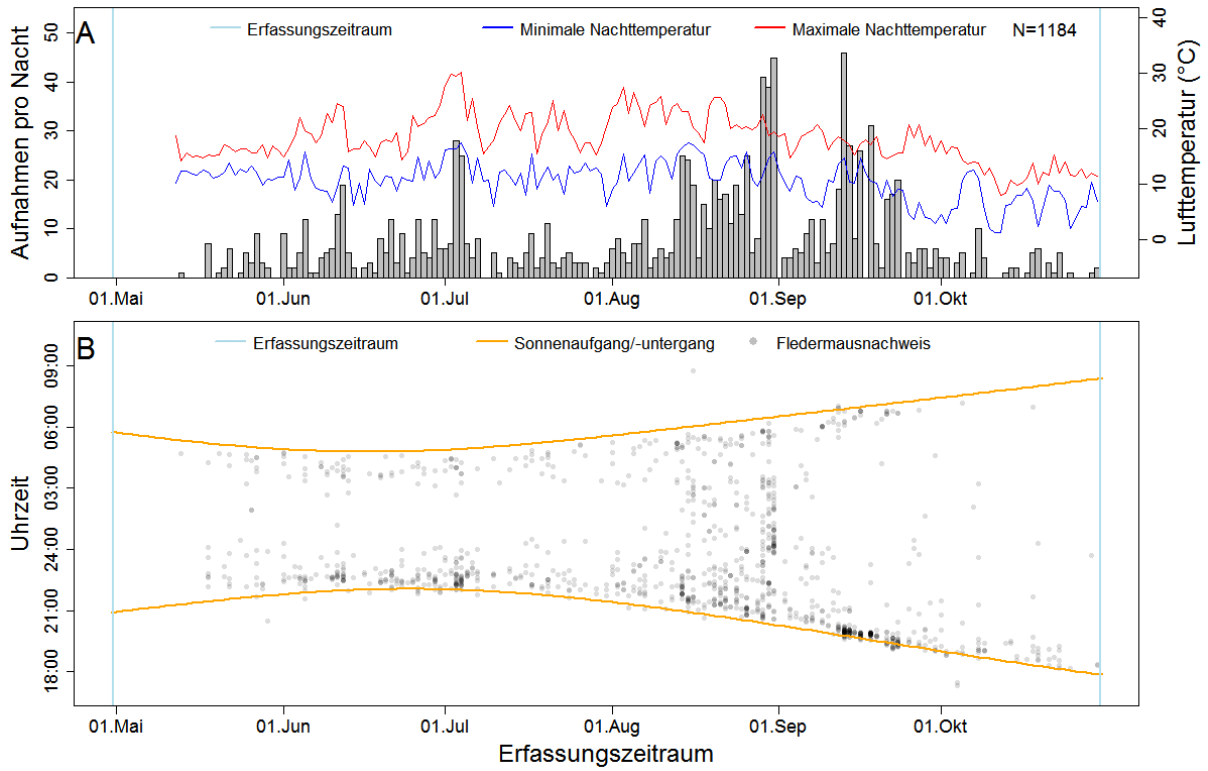 A
Erfassungszeitraum
Minimale Nachttemperatur
Maximale Nachttemperatur
N=1184
Aufnahmen pro Nacht
50
40
30
20
10
0
Lufttemperatur (°C)
40
30
20
10
0
01.Mai
01.Jun
01.Jul
01.Aug
01.Sep
01.Okt
B
Erfassungszeitraum
Sonnenaufgang/-untergang
Fledermausnachweis
Uhrzeit
09:00
06:00
03:00
24:00
21:00
18:00
01.Mai
01.Jun
01.Jul
01.Aug
01.Sep
01.Okt
Erfassungszeitraum